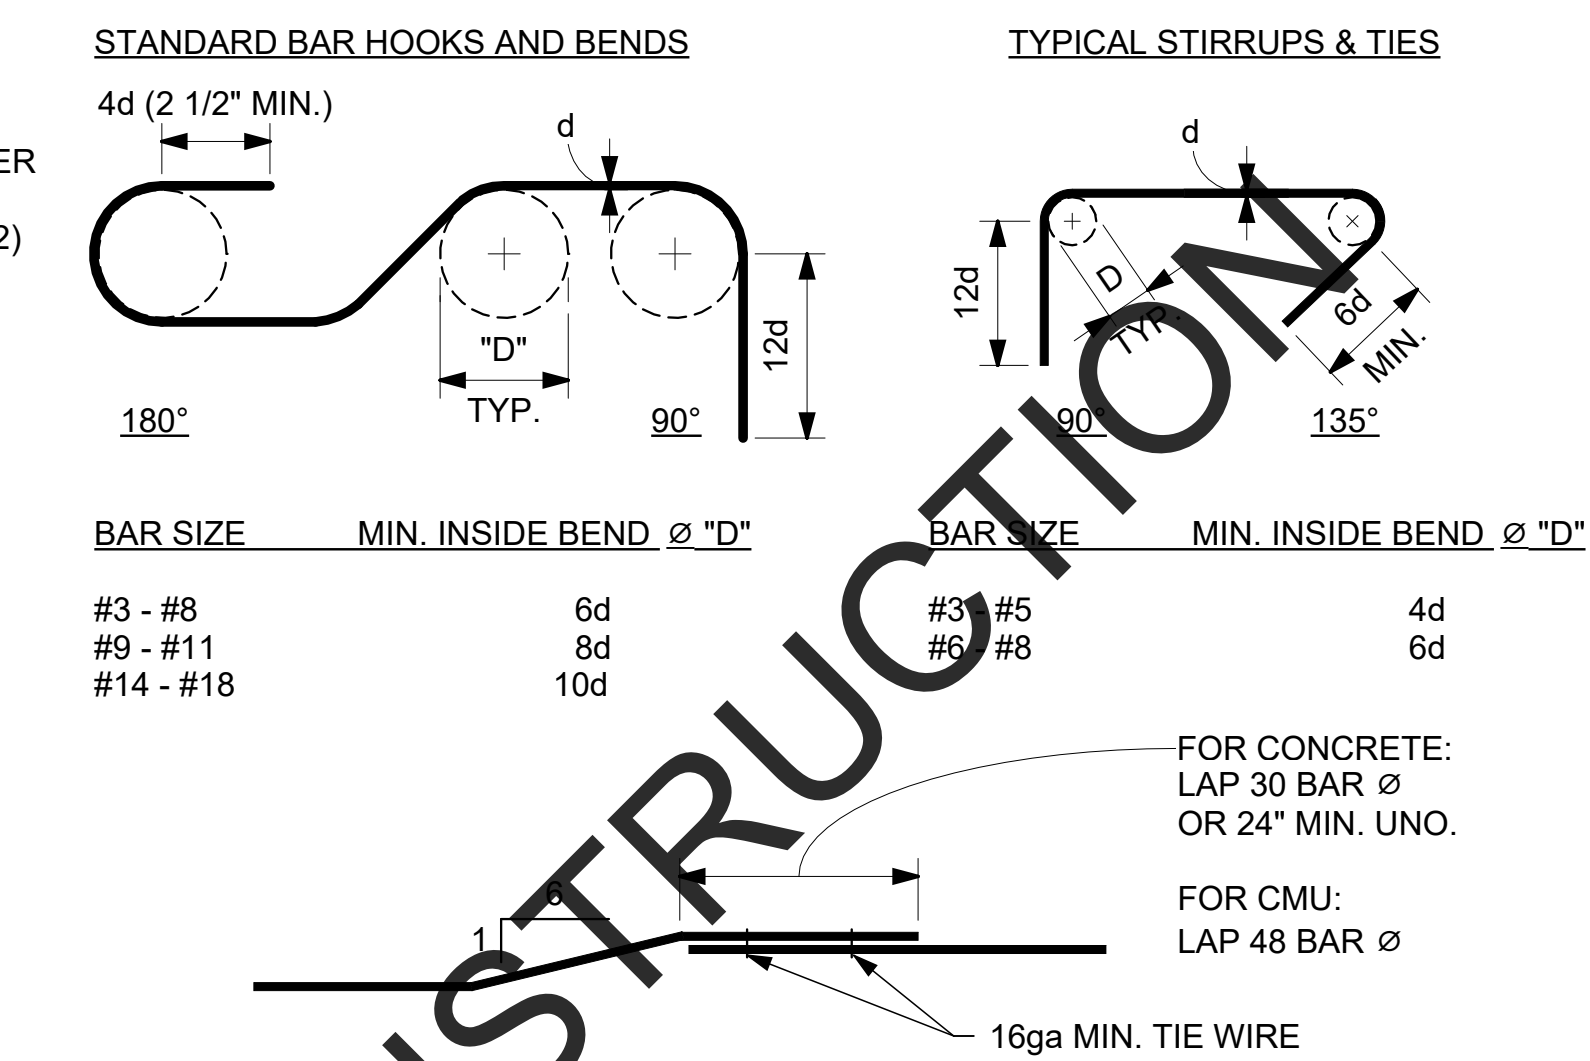 STANDARD BAR HOOKS AND BENDS
4d (2 1/2" MIN.)
d
ER
2)
"D"
TYP.
12d
180°
90°
TYPICAL STIRRUPS & TIES
d
12d
D
TYP.
6d
MIN.
90°
135°
BAR SIZE MIN. INSIDE BEND Ø "D"
#3 - #8 6d
#9 - #11 8d
#14 - #18 10d
BAR SIZE MIN. INSIDE BEND Ø "D"
#3 - #5 4d
#6 - #8 6d
FOR CONCRETE:
LAP 30 BAR Ø
OR 24" MIN. UNO.
FOR CMU:
LAP 48 BAR Ø
6
1
16ga MIN. TIE WIRE
STRUCTION